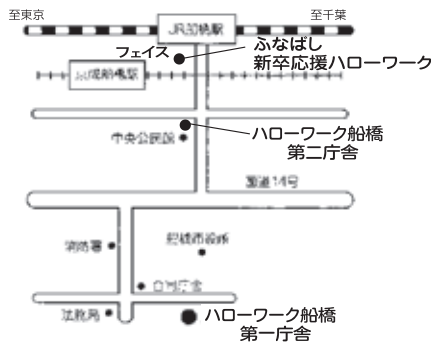 至東京
至千葉
JR船橋駅
フェイス
ふなばし
新卒応援ハローワーク
京成船橋駅
ハローワーク船橋
第二庁舎
中央公民館
国道14号
消防署
船橋市役所
合同庁舎
法務局
ハローワーク船橋
第一庁舎